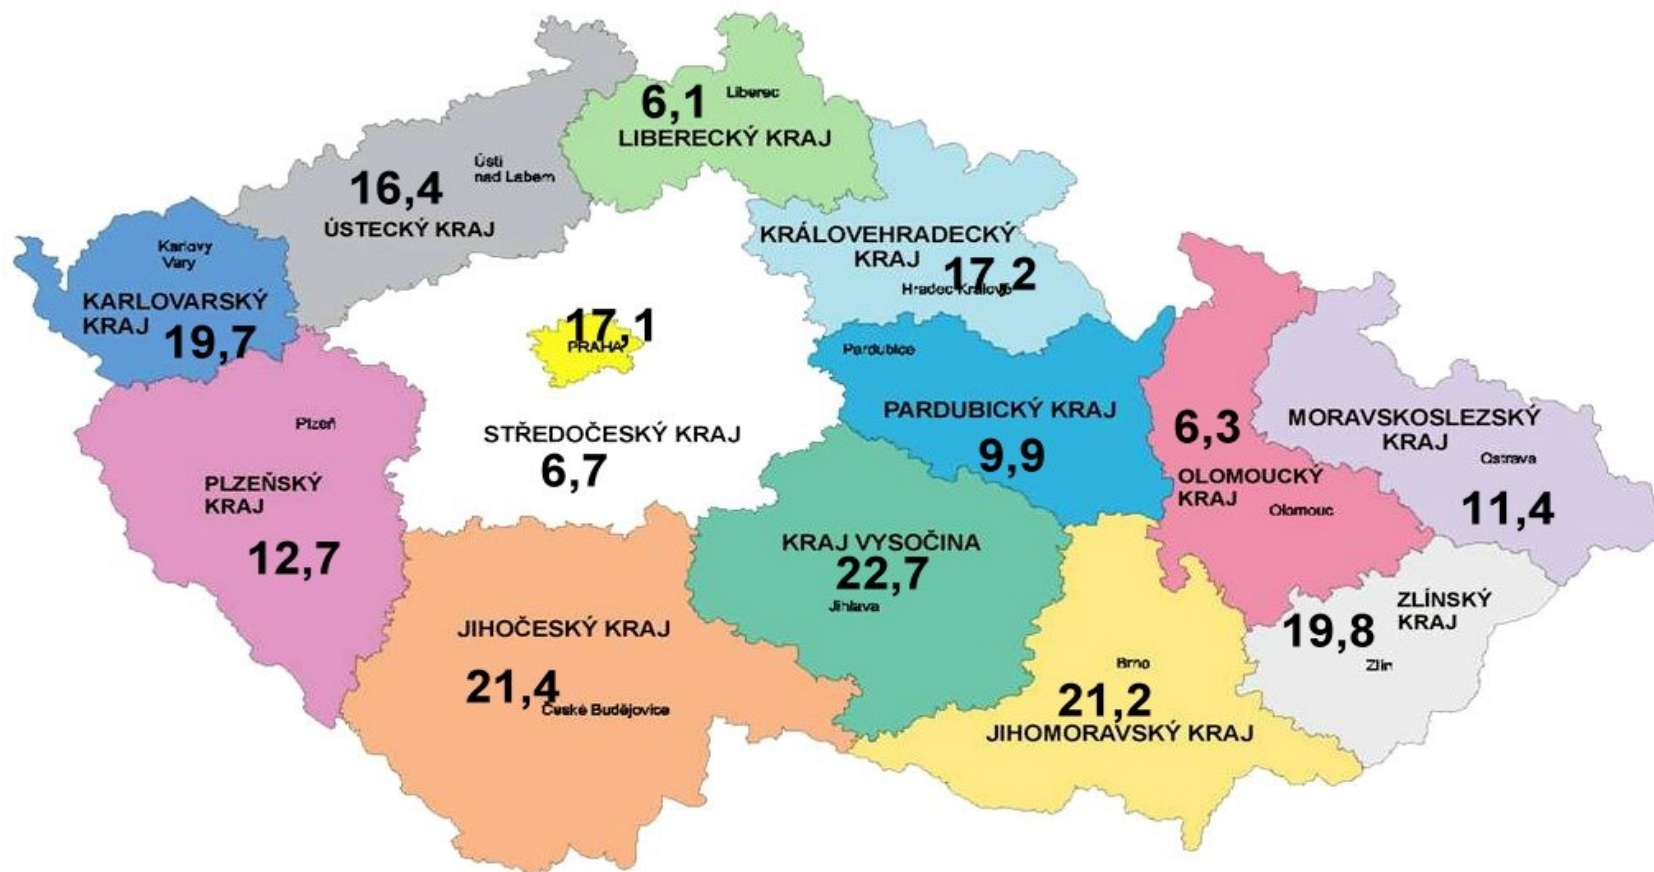 6,1
Liberec
LIBERECKÝ KRAJ
16,4
Ústí
nad Labem
ÚSTECKÝ KRAJ
KRÁLOVEHRADECKÝ
KRAJ
17,2
Hradec Králové
Karlovy
Vary
KARLOVARSKÝ
KRAJ
19,7
17,1
PRAHA
Pardubice
PARDUBICKÝ KRAJ
9,9
6,3
OLOMOUCKÝ
KRAJ
Olomouc
MORAVSKOSLEZSKÝ
KRAJ
Ostrava
11,4
Plzeň
PLZEŇSKÝ
KRAJ
12,7
STŘEDOČESKÝ KRAJ
6,7
KRAJ VYSOČINA
22,7
Jihlava
ZLÍNSKÝ
KRAJ
19,8
Zlín
JIHOČESKÝ KRAJ
21,4
České Budějovice
Brno
21,2
JIHOMORAVSKÝ KRAJ